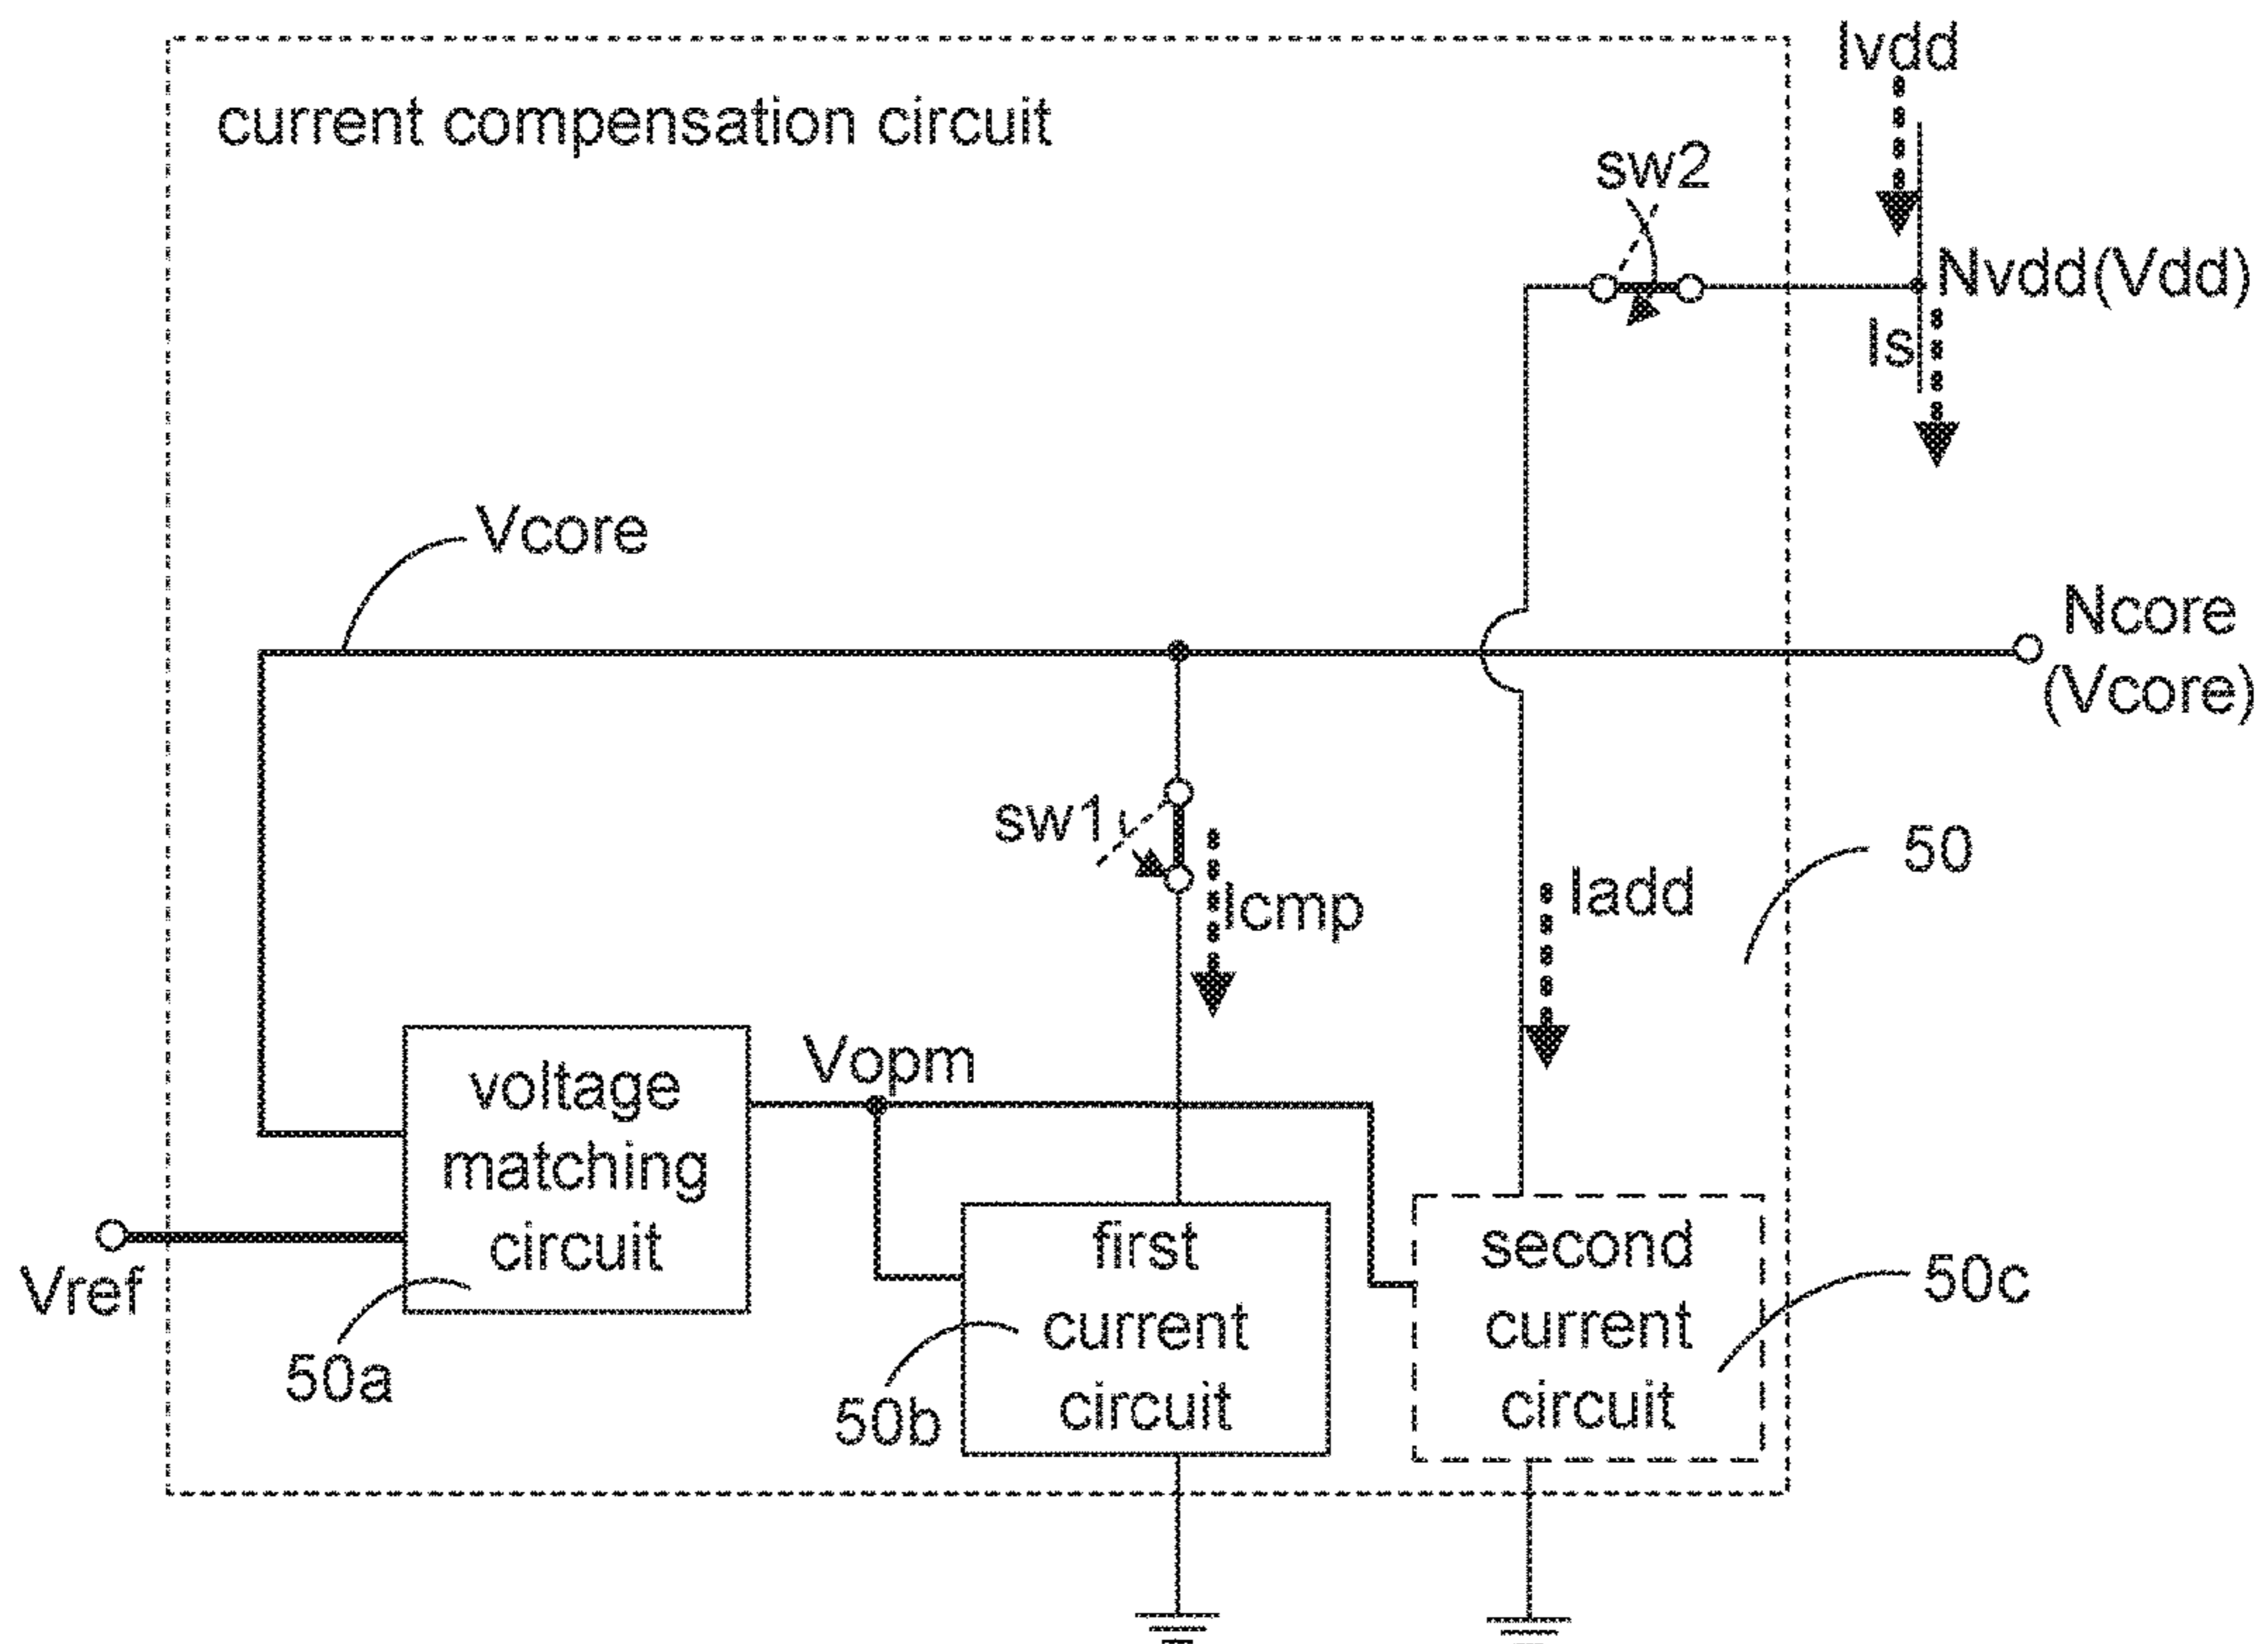 Ivdd
current compensation circuit
sw2
Nvdd(Vdd)
Is
Vcore
Ncore
(Vcore)
sw1
50
Iadd
Icmp
Vopm
voltage
matching
circuit
first
current
circuit
second
current
circuit
Vref
50c
50a
50b